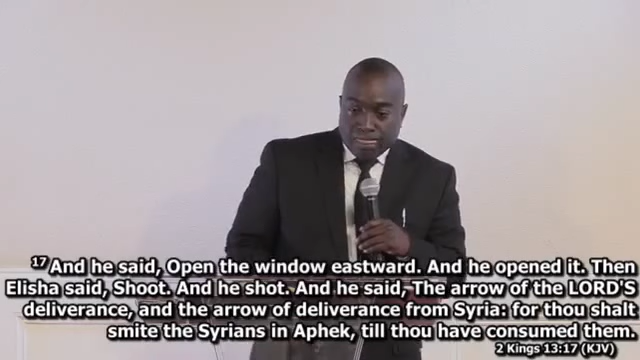 17 And he said, Open the window eastward. And he opened it. Then
Elisha said, Shoot. And he shot. And he said, The arrow of the LORD'S
deliverance, and the arrow of deliverance from Syria: for thou shalt
smite the Syrians in Aphek, till thou have consumed them.
2 Kings 13:17 (KJV)